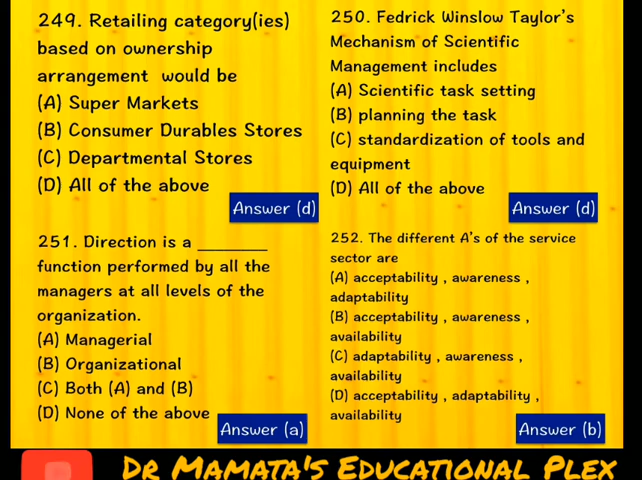 249. Retailing category(ies)
based on ownership
arrangement would be
(A) Super Markets
(B) Consumer Durables Stores
(C) Departmental Stores
(D) All of the above
Answer (d)
250. Fedrick Winslow Taylor's
Mechanism of Scientific
Management includes
(A) Scientific task setting
(B) planning the task
(C) standardization of tools and
equipment
(D) All of the above
Answer (d)
251. Direction is a ________
function performed by all the
managers at all levels of the
organization.
(A) Managerial
(B) Organizational
(C) Both (A) and (B)
(D) None of the above
Answer (a)
252. The different A's of the service
sector are
(A) acceptability , awareness ,
adaptability
(B) acceptability , awareness ,
availability
(C) adaptability , awareness ,
availability
(D) acceptability , adaptability ,
availability
Answer (b)
DR MAMATA'S EDUCATIONAL PLEX